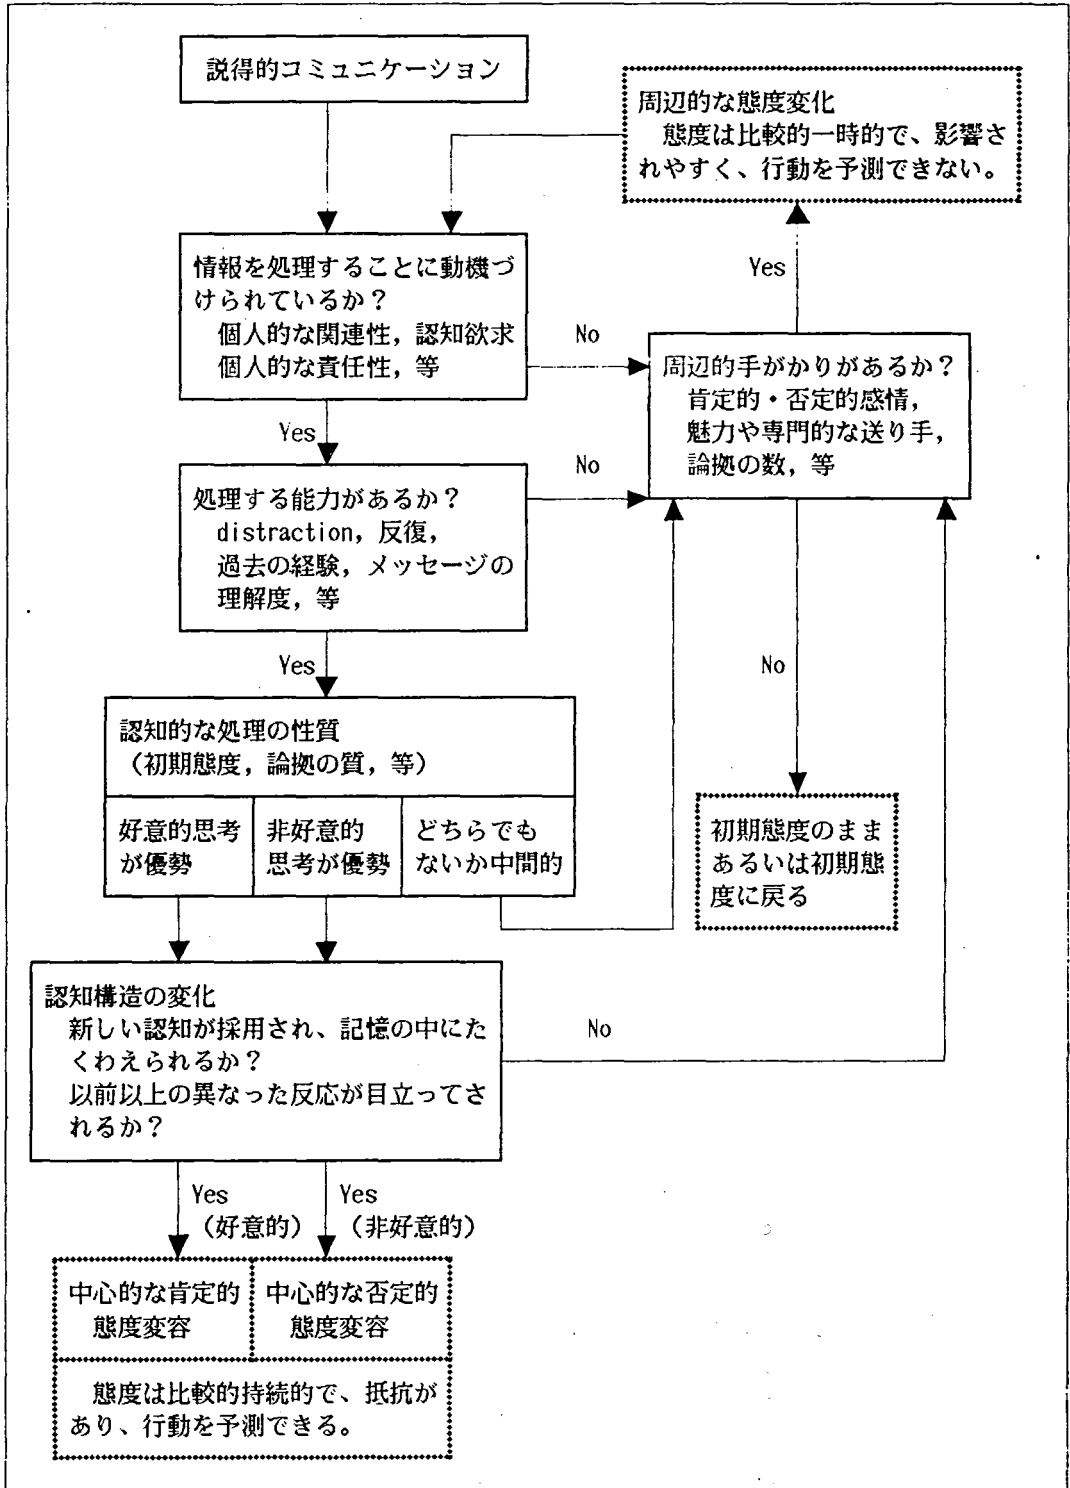 説得的コミュニケーション
周辺的な態度変化
態度は比較的一時的で、影響さ
れやすく、行動を予測できない。
情報を処理することに動機づ
けられているか？
個人的な関連性，認知欲求
個人的な責任性，等
No
Yes
周辺的手がかりがあるか？
肯定的・否定的感情，
魅力や専門的な送り手，
論拠の数，等
Yes
処理する能力があるか？
distraction，反復，
過去の経験，メッセージの
理解度，等
No
Yes
No
認知的な処理の性質
（初期態度，論拠の質，等）
好意的思考
が優勢
非好意的
思考が優勢
どちらでも
ないか中間的
初期態度のまま
あるいは初期態
度に戻る
認知構造の変化
新しい認知が採用され、記憶の中にた
くわえられるか？
以前以上の異なった反応が目立ってさ
れるか？
No
Yes
（好意的）
Yes
（非好意的）
中心的な肯定的
態度変容
中心的な否定的
態度変容
態度は比較的持続的で、抵抗が
あり、行動を予測できる。